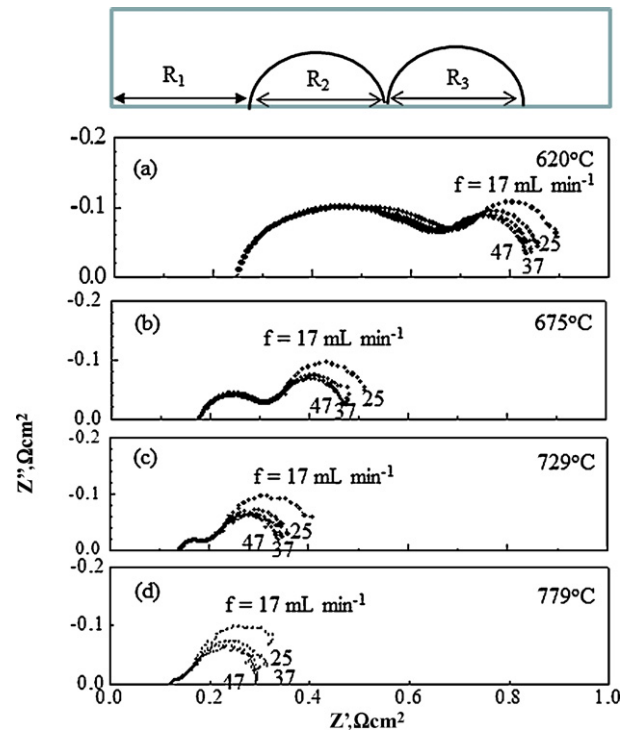 R₁ R₂ R₃
-0.2
(a) 620°C
f = 17 mL min⁻¹
-0.1
47 25
37
0.0
-0.2
(b) 675°C
f = 17 mL min⁻¹
-0.1
47 37 25
0.0
-0.2
(c) 729°C
f = 17 mL min⁻¹
-0.1
47 37 25
0.0
-0.2
(d) 779°C
f = 17 mL min⁻¹
-0.1
25
47 37
0.0
0.0 0.2 0.4 0.6 0.8 1.0
Z',Ωcm²
Z",Ωcm²